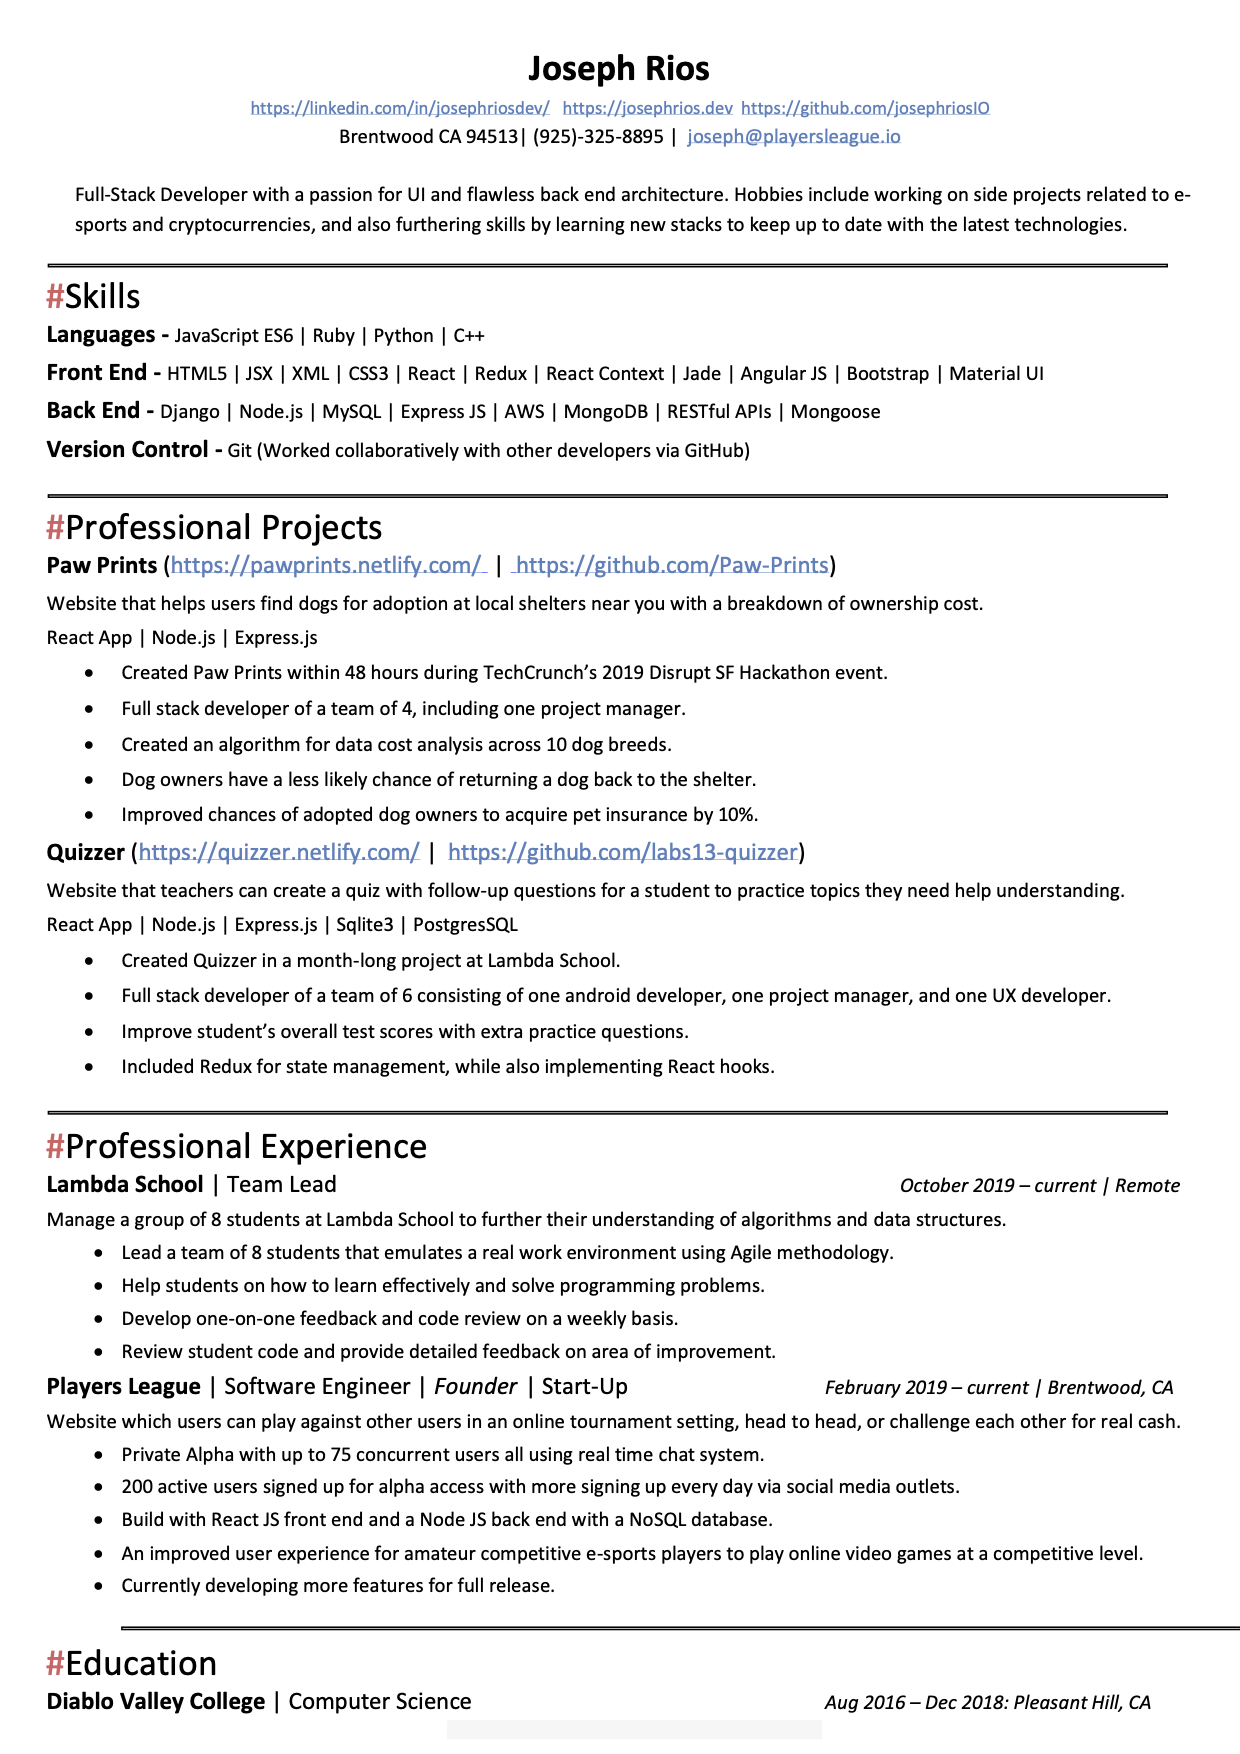 Joseph Rios
https://linkedin.com/in/josephriosdev/ https://josephrios.dev https://github.com/josephriosIO
Brentwood CA 94513| (925)-325-8895 | joseph@playersleague.io
Full-Stack Developer with a passion for UI and flawless back end architecture. Hobbies include working on side projects related to e-
sports and cryptocurrencies, and also furthering skills by learning new stacks to keep up to date with the latest technologies.
#Skills
Languages - JavaScript ES6 | Ruby | Python | C++
Front End - HTML5 | JSX | XML | CSS3 | React | Redux | React Context | Jade | Angular JS | Bootstrap | Material UI
Back End - Django | Node.js | MySQL | Express JS | AWS | MongoDB | RESTful APIs | Mongoose
Version Control - Git (Worked collaboratively with other developers via GitHub)
#Professional Projects
Paw Prints (https://pawprints.netlify.com/ | https://github.com/Paw-Prints)
Website that helps users find dogs for adoption at local shelters near you with a breakdown of ownership cost.
React App | Node.js | Express.js
• Created Paw Prints within 48 hours during TechCrunch’s 2019 Disrupt SF Hackathon event.
• Full stack developer of a team of 4, including one project manager.
• Created an algorithm for data cost analysis across 10 dog breeds.
• Dog owners have a less likely chance of returning a dog back to the shelter.
• Improved chances of adopted dog owners to acquire pet insurance by 10%.
Quizzer (https://quizzer.netlify.com/ | https://github.com/labs13-quizzer)
Website that teachers can create a quiz with follow-up questions for a student to practice topics they need help understanding.
React App | Node.js | Express.js | Sqlite3 | PostgresSQL
• Created Quizzer in a month-long project at Lambda School.
• Full stack developer of a team of 6 consisting of one android developer, one project manager, and one UX developer.
• Improve student’s overall test scores with extra practice questions.
• Included Redux for state management, while also implementing React hooks.
#Professional Experience
Lambda School | Team Lead October 2019 – current | Remote
Manage a group of 8 students at Lambda School to further their understanding of algorithms and data structures.
• Lead a team of 8 students that emulates a real work environment using Agile methodology.
• Help students on how to learn effectively and solve programming problems.
• Develop one-on-one feedback and code review on a weekly basis.
• Review student code and provide detailed feedback on area of improvement.
Players League | Software Engineer | Founder | Start-Up February 2019 – current | Brentwood, CA
Website which users can play against other users in an online tournament setting, head to head, or challenge each other for real cash.
• Private Alpha with up to 75 concurrent users all using real time chat system.
• 200 active users signed up for alpha access with more signing up every day via social media outlets.
• Build with React JS front end and a Node JS back end with a NoSQL database.
• An improved user experience for amateur competitive e-sports players to play online video games at a competitive level.
• Currently developing more features for full release.
#Education
Diablo Valley College | Computer Science Aug 2016 – Dec 2018: Pleasant Hill, CA